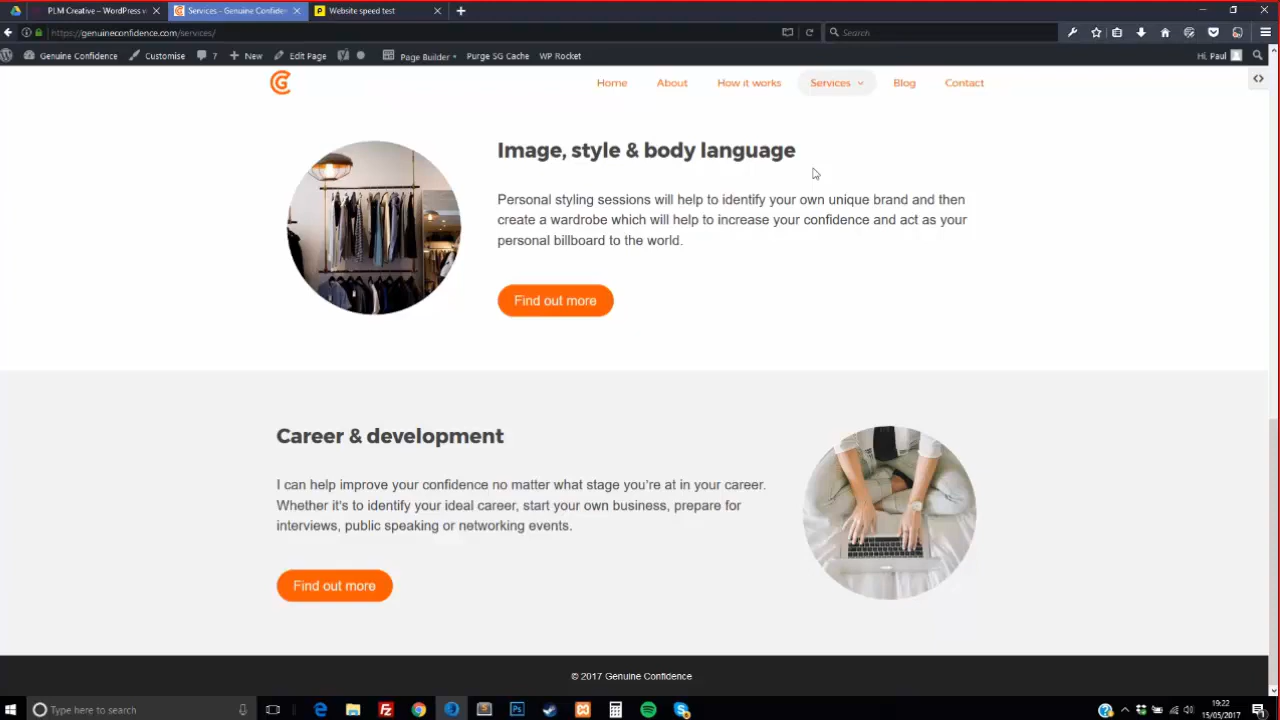 PLM Creative – WordPress v
Services - Genuine Confiden
Website speed test
https://genuineconfidence.com/services/
Search
Genuine Confidence
Customise
7
New
Edit Page
Page Builder
Purge SG Cache
WP Rocket
Hi, Paul
Home
About
How it works
Services
Blog
Contact
Image, style & body language
Personal styling sessions will help to identify your own unique brand and then
create a wardrobe which will help to increase your confidence and act as your
personal billboard to the world.
Find out more
Career & development
I can help improve your confidence no matter what stage you're at in your career.
Whether it's to identify your ideal career, start your own business, prepare for
interviews, public speaking or networking events.
Find out more
© 2017 Genuine Confidence
Type here to search
19:22
15/05/2017